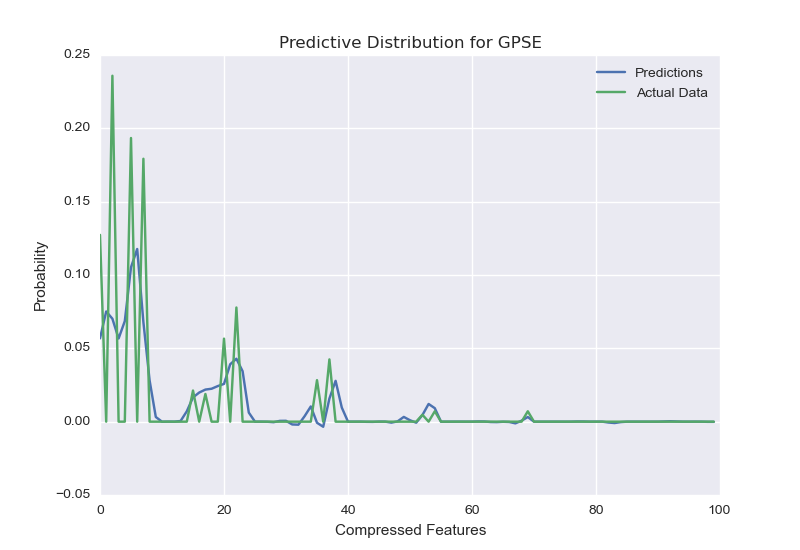 Predictive Distribution for GPSE
Predictions
Actual Data
0.25
0.20
0.15
0.10
0.05
0.00
−0.05
Probability
0 20 40 60 80 100
Compressed Features